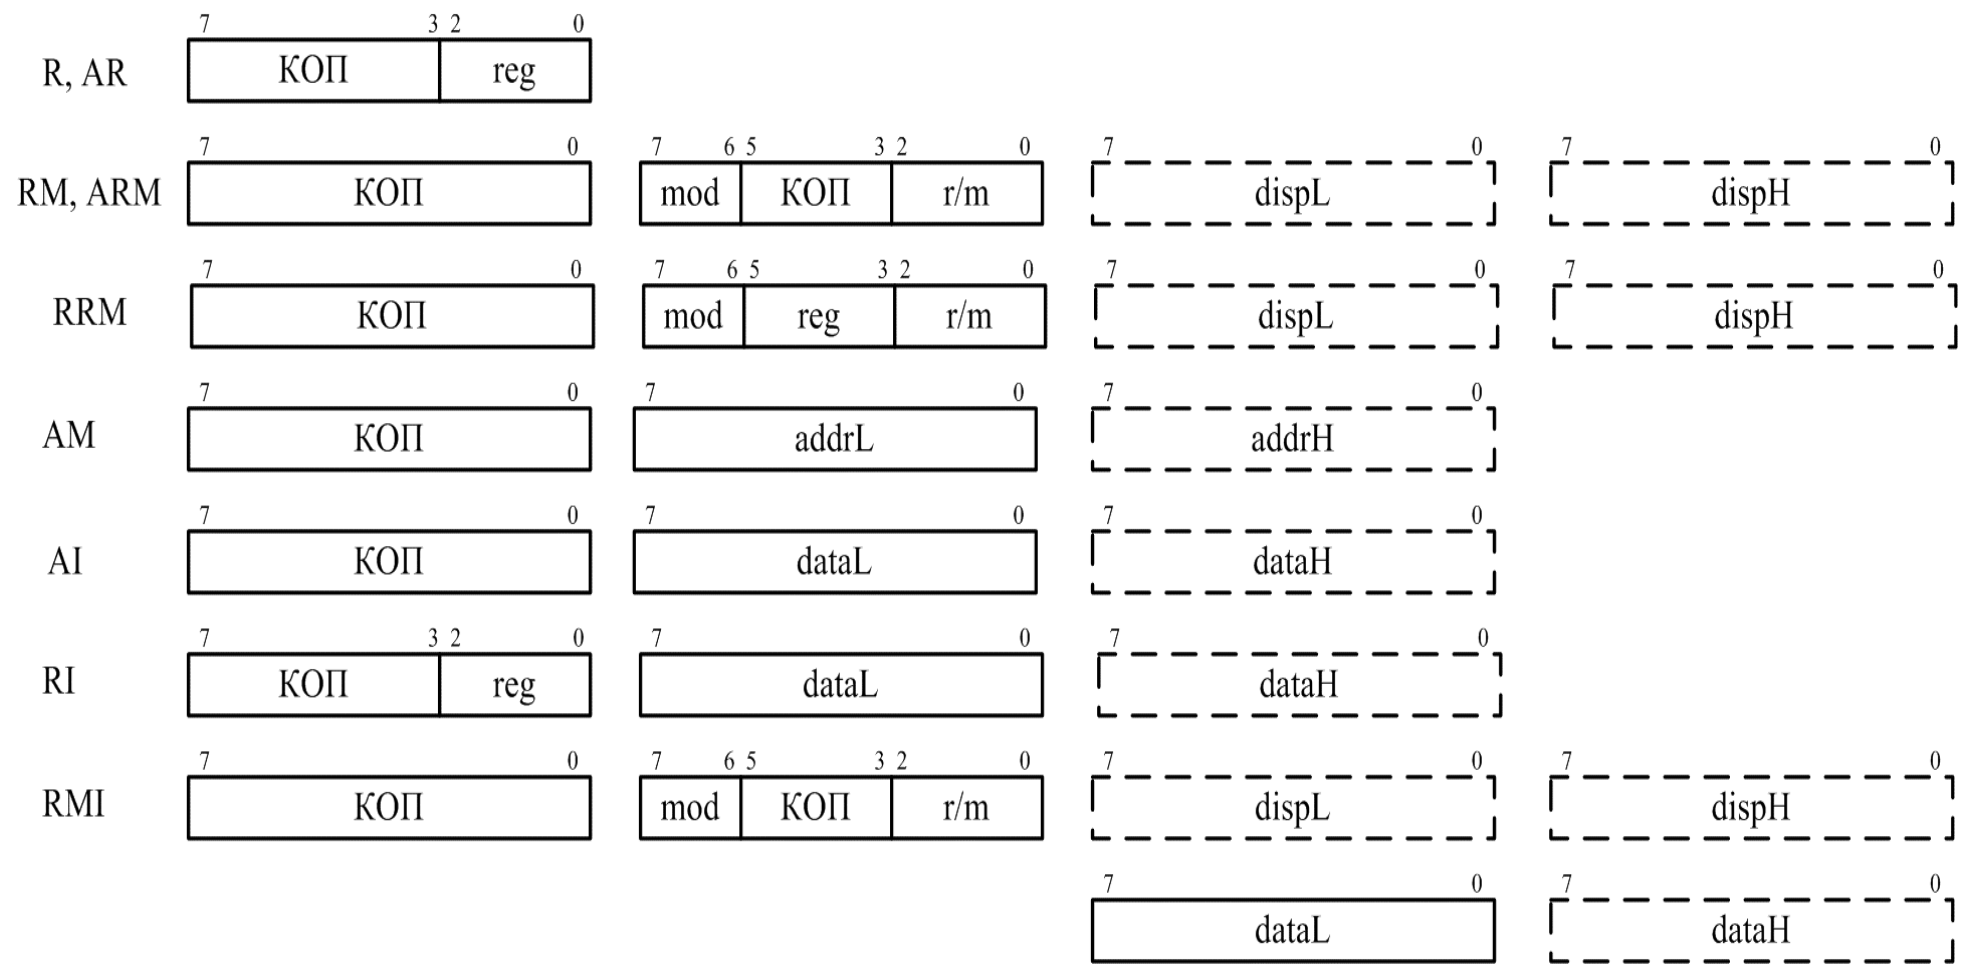 7 3 2 0
R, AR КОП reg
7 0 7 6 5 3 2 0 7 0 7 0
RM, ARM КОП mod КОП r/m dispL dispH
7 0 7 6 5 3 2 0 7 0 7 0
RRM КОП mod reg r/m dispL dispH
7 0 7 0 7 0
AM КОП addrL addrH
7 0 7 0 7 0
AI КОП dataL dataH
7 3 2 0 7 0 7 0
RI КОП reg dataL dataH
7 0 7 6 5 3 2 0 7 0 7 0
RMI КОП mod КОП r/m dispL dispH
7 0 7 0
dataL dataH